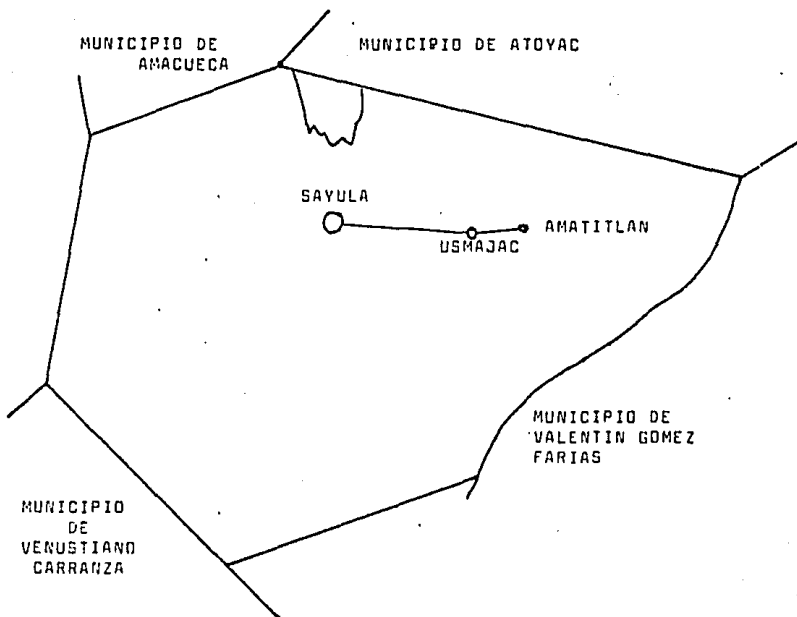 MUNICIPIO DE
AMACUECA
MUNICIPIO DE ATOYAC
SAYULA
USMAJAC
AMATITLAN
MUNICIPIO DE
VALENTIN GOMEZ
FARIAS
MUNICIPIO
DE
VENUSTIANO
CARRANZA